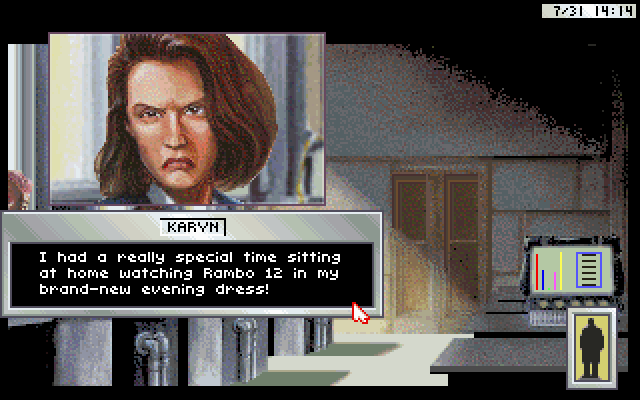 7/31 14:14
KARYN
I had a really special time sitting
at home watching Rambo 12 in my
brand-new evening dress!